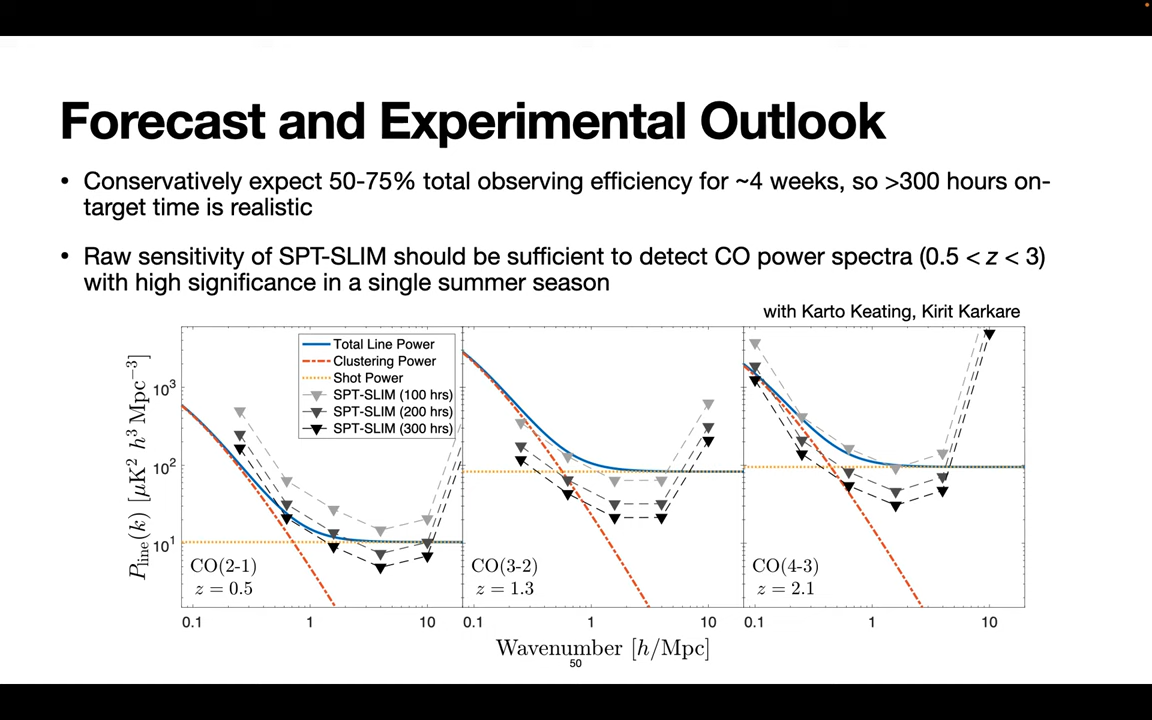 Forecast and Experimental Outlook
• Conservatively expect 50-75% total observing efficiency for ~4 weeks, so >300 hours on-
target time is realistic
• Raw sensitivity of SPT-SLIM should be sufficient to detect CO power spectra (0.5 < z < 3)
with high significance in a single summer season
with Karto Keating, Kirit Karkare
Total Line Power
Clustering Power
Shot Power
SPT-SLIM (100 hrs)
SPT-SLIM (200 hrs)
SPT-SLIM (300 hrs)
P_line(k) [μK² h³ Mpc⁻³]
10³
10²
10¹
CO(2-1)
z = 0.5
CO(3-2)
z = 1.3
CO(4-3)
z = 2.1
0.1 1 10 0.1 1 10 0.1 1 10
Wavenumber [h/Mpc]
50